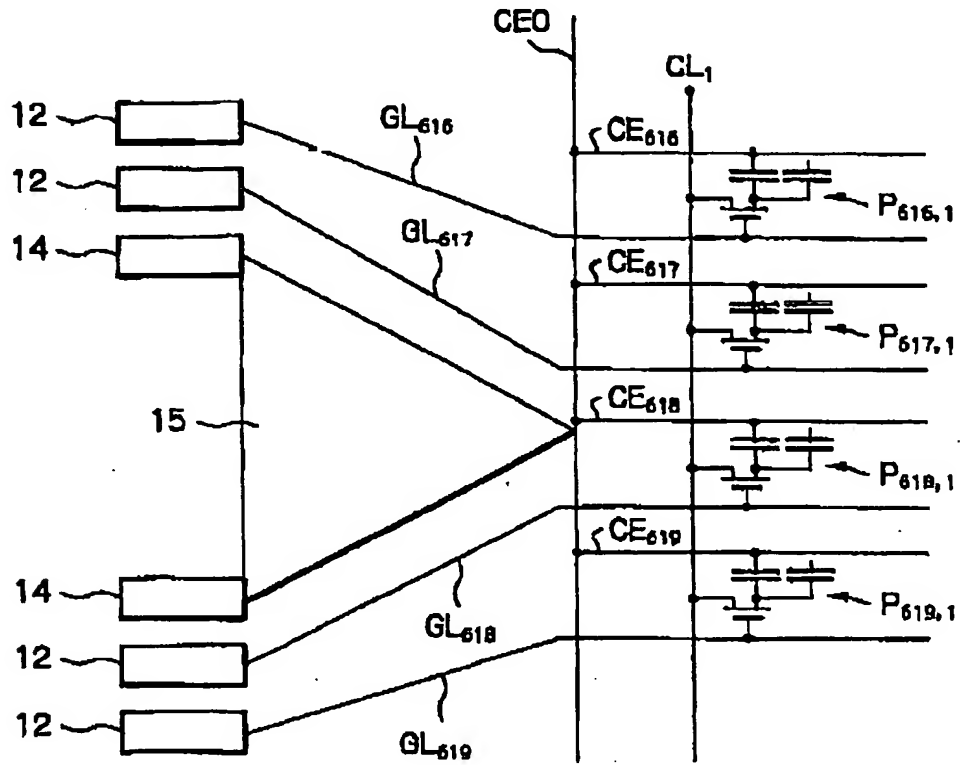 CE0
CL₁
12
GL₆₁₆
CE₆₁₆
P₆₁₆,₁
12
GL₆₁₇
CE₆₁₇
14
P₆₁₇,₁
15
CE₆₁₈
P₆₁₈,₁
CE₆₁₉
14
GL₆₁₈
P₆₁₉,₁
12
12
GL₆₁₉